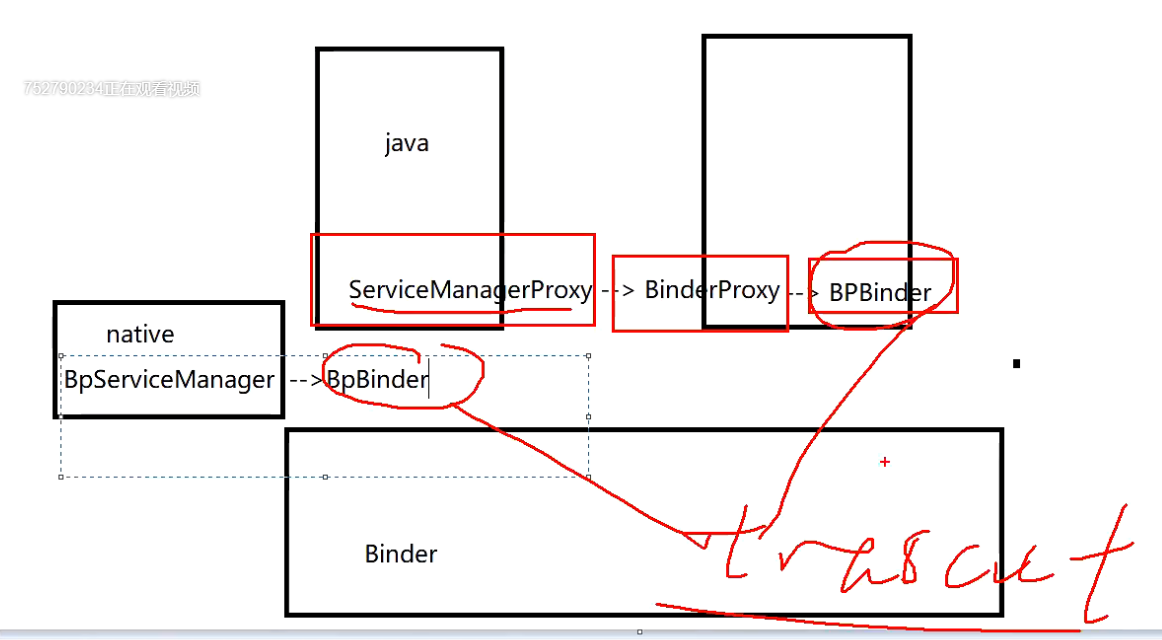 752790234正在观看视频
java
ServiceManagerProxy --> BinderProxy --> BPBinder
native
BpServiceManager -->BpBinder
Binder
trasact